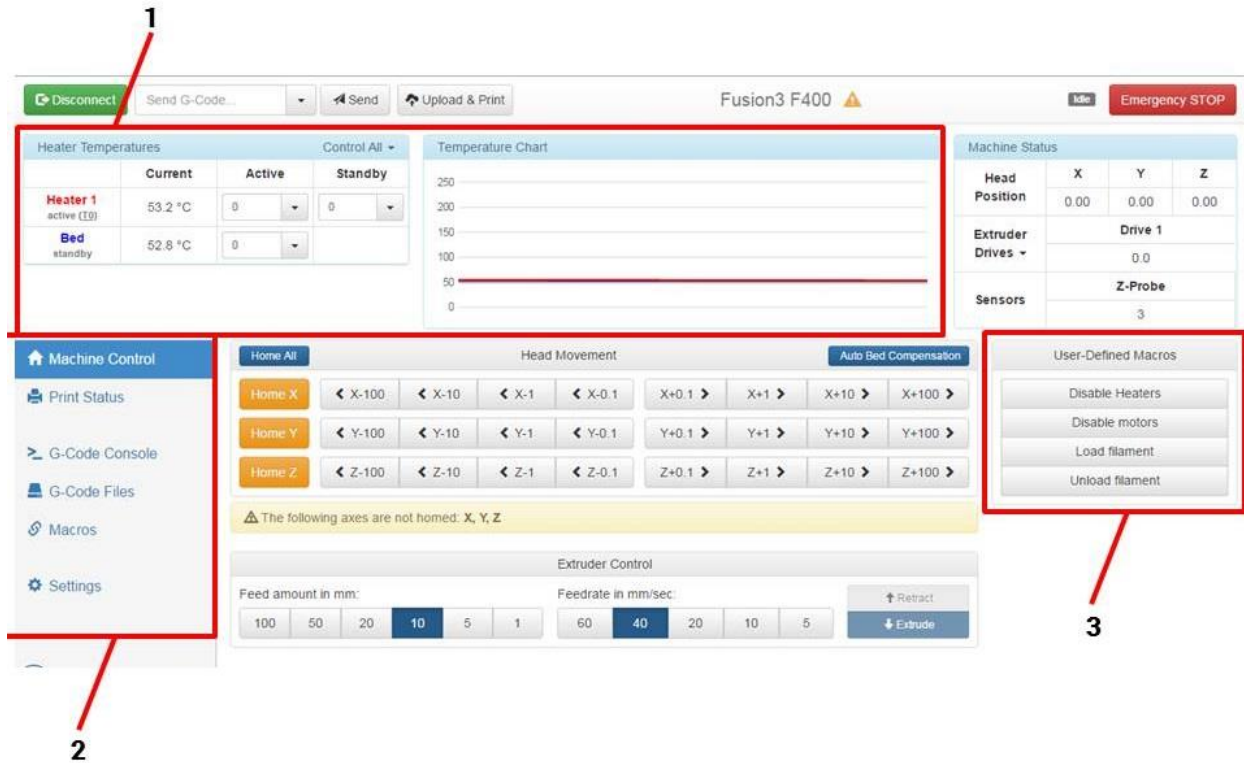 1
Disconnect Send G-Code... Send Upload & Print Fusion3 F400 Idle Emergency STOP
Heater Temperatures Control All
Current Active Standby
Heater 1
active (T0)
53.2 °C 0 0
Bed
standby
52.8 °C 0
Temperature Chart
250
200
150
100
50
0
Machine Status
Head Position X Y Z
0.00 0.00 0.00
Extruder Drives Drive 1
0.0
Sensors Z-Probe
3
Machine Control
Print Status
G-Code Console
G-Code Files
Macros
Settings
Home All Head Movement Auto Bed Compensation
Home X X-100 X-10 X-1 X-0.1 X+0.1 X+1 X+10 X+100
Home Y Y-100 Y-10 Y-1 Y-0.1 Y+0.1 Y+1 Y+10 Y+100
Home Z Z-100 Z-10 Z-1 Z-0.1 Z+0.1 Z+1 Z+10 Z+100
The following axes are not homed: X, Y, Z
Extruder Control
Feed amount in mm: Feedrate in mm/sec:
100 50 20 10 5 1 60 40 20 10 5
Retract
Extrude
User-Defined Macros
Disable Heaters
Disable motors
Load filament
Unload filament
3
2